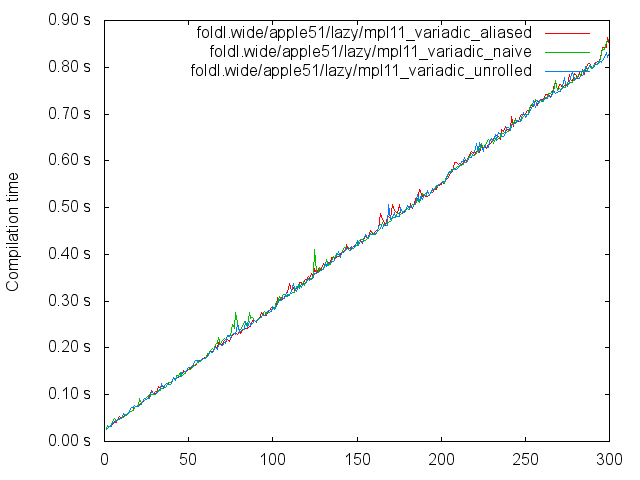 0.90 s
foldl.wide/apple51/lazy/mpl11_variadic_aliased
foldl.wide/apple51/lazy/mpl11_variadic_naive
foldl.wide/apple51/lazy/mpl11_variadic_unrolled
0.80 s
0.70 s
0.60 s
0.50 s
0.40 s
0.30 s
0.20 s
0.10 s
0.00 s
Compilation time
0 50 100 150 200 250 300